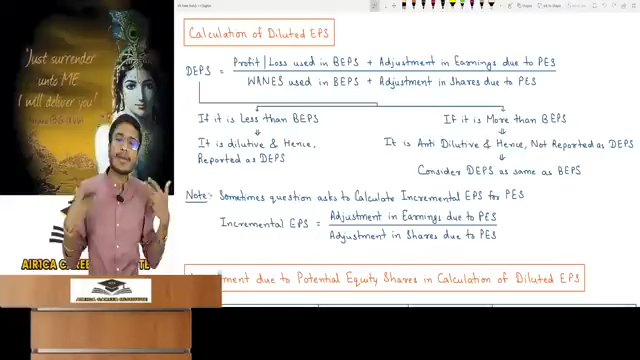 Calculation of Diluted EPS
"Just surrender
unto ME
I will deliver you"
DEPS = Profit | Loss used in BEPS + Adjustment in Earnings due to PES
WANES used in BEPS + Adjustment in Shares due to PES
If it is Less than BEPS
⇓
It is dilutive & Hence,
Reported as DEPS
If it is More than BEPS
⇓
It is Anti Dilutive & Hence, Not Reported as DEPS
↓
Consider DEPS as same as BEPS
Note:- Sometimes question asks to Calculate Incremental EPS for PES
Incremental EPS = Adjustment in Earnings due to PES
Adjustment in Shares due to PES
AIR1CA CAREER INSTITUTE
due to Potential Equity Shares in Calculation of Diluted EPS